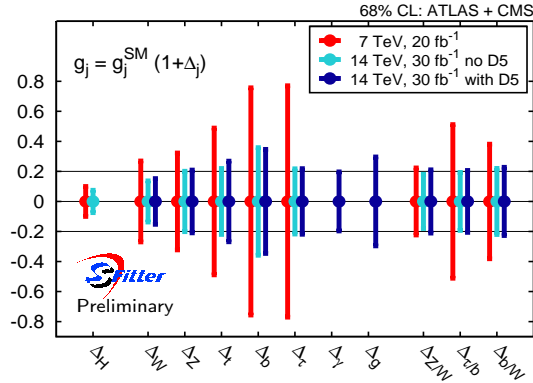 68% CL: ATLAS + CMS
g_j = g_j^SM (1+Δ_j)
7 TeV, 20 fb^-1
14 TeV, 30 fb^-1 no D5
14 TeV, 30 fb^-1 with D5
0.8
0.6
0.4
0.2
0
-0.2
-0.4
-0.6
-0.8
SFitter
Preliminary
Δ_H Δ_W Δ_Z Δ_t Δ_b Δ_τ Δ_γ Δ_g Δ_Z/W Δ_τ/b Δ_b/W